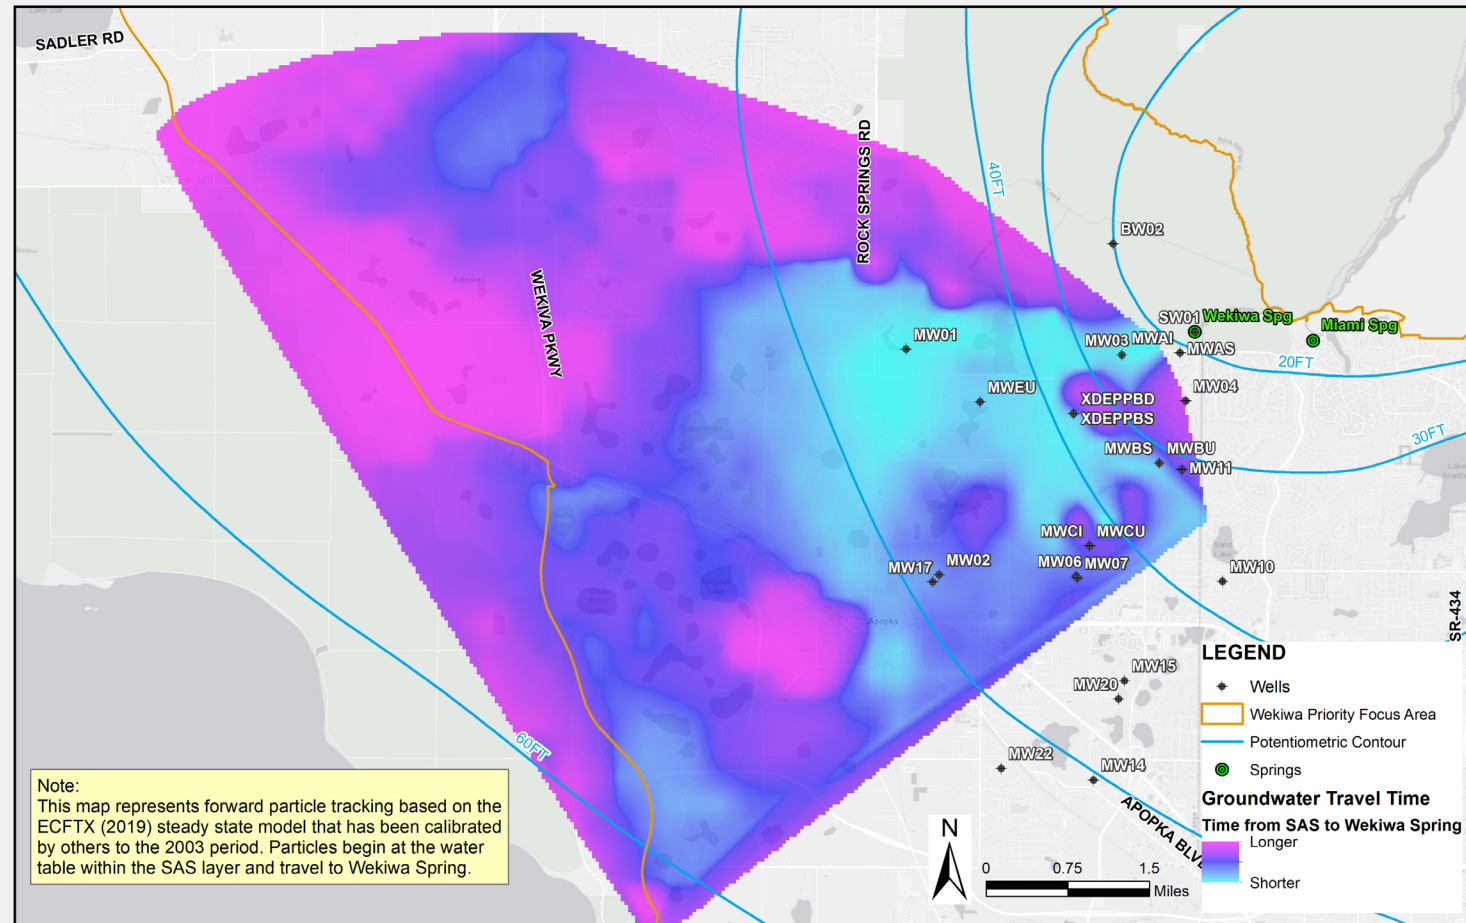 SADLER RD
ROCK SPRINGS RD
40FT
WEKIVA PKWY
BW02
SW01
Wekiwa Spg
Miami Spg
MW01
MW03
MWAI
MWAS
20FT
MWEU
MW04
XDEPPBD
XDEPPBS
30FT
MWBS
MWBU
MW11
MWCI
MWCU
MW17
MW02
MW06
MW07
MW10
Apopka
SR-434
MW15
MW20
60FT
MW22
MW14
APOPKA BLV
Note:
This map represents forward particle tracking based on the
ECFTX (2019) steady state model that has been calibrated
by others to the 2003 period. Particles begin at the water
table within the SAS layer and travel to Wekiwa Spring.
N
0 0.75 1.5
Miles
LEGEND
Wells
Wekiwa Priority Focus Area
Potentiometric Contour
Springs
Groundwater Travel Time
Time from SAS to Wekiwa Spring
Longer
Shorter